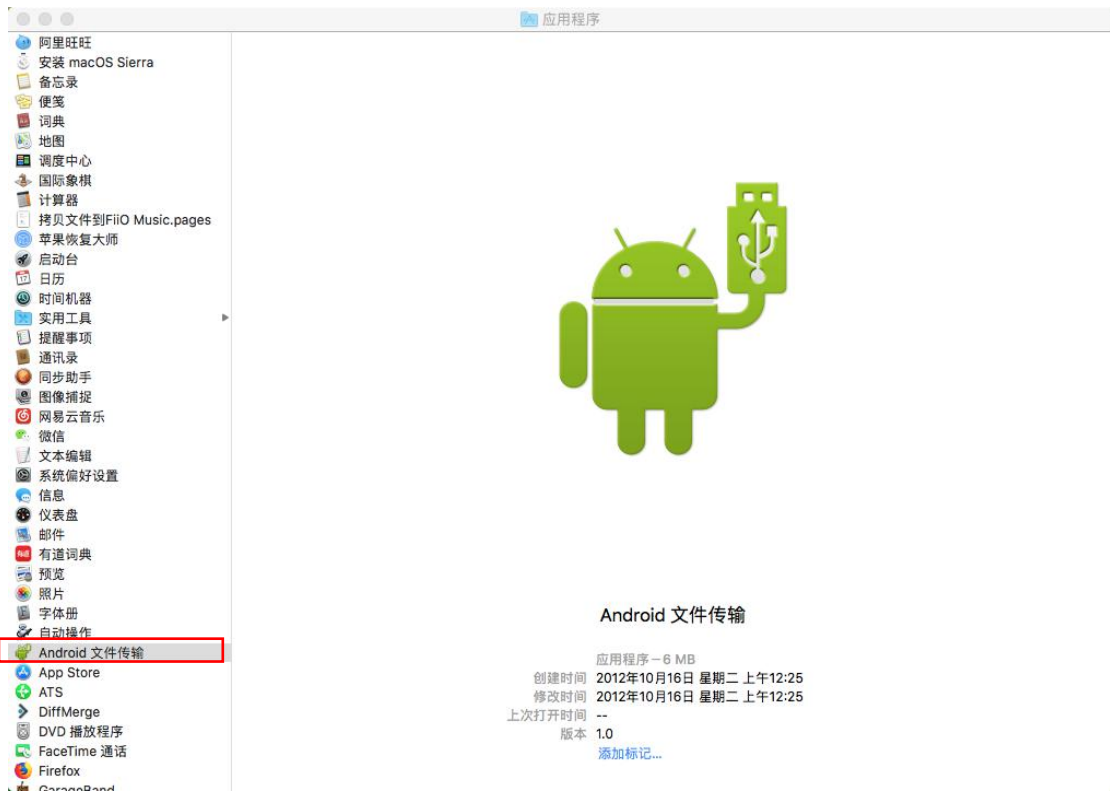 应用程序
阿里旺旺
安装 macOS Sierra
备忘录
便笺
词典
地图
调度中心
国际象棋
计算器
拷贝文件到FiiO Music.pages
苹果恢复大师
启动台
日历
时间机器
实用工具
提醒事项
通讯录
同步助手
图像捕捉
网易云音乐
微信
文本编辑
系统偏好设置
信息
仪表盘
邮件
有道词典
预览
照片
字体册
自动操作
Android 文件传输
App Store
ATS
DiffMerge
DVD 播放程序
FaceTime 通话
Firefox
GarageBand
Android 文件传输
应用程序－6 MB
创建时间 2012年10月16日 星期二 上午12:25
修改时间 2012年10月16日 星期二 上午12:25
上次打开时间 --
版本 1.0
添加标记...